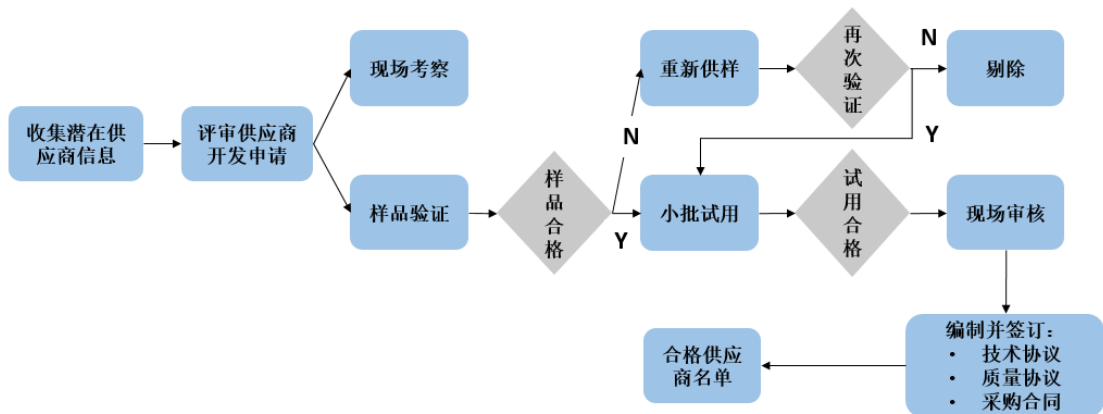 收集潜在供
应商信息
评审供应商
开发申请
现场考察
样品验证
样
品
合
格
N
Y
重新供样
再
次
验
证
N
Y
剔除
小批试用
试
用
合
格
现场审核
编制并签订：
• 技术协议
• 质量协议
• 采购合同
合格供应
商名单